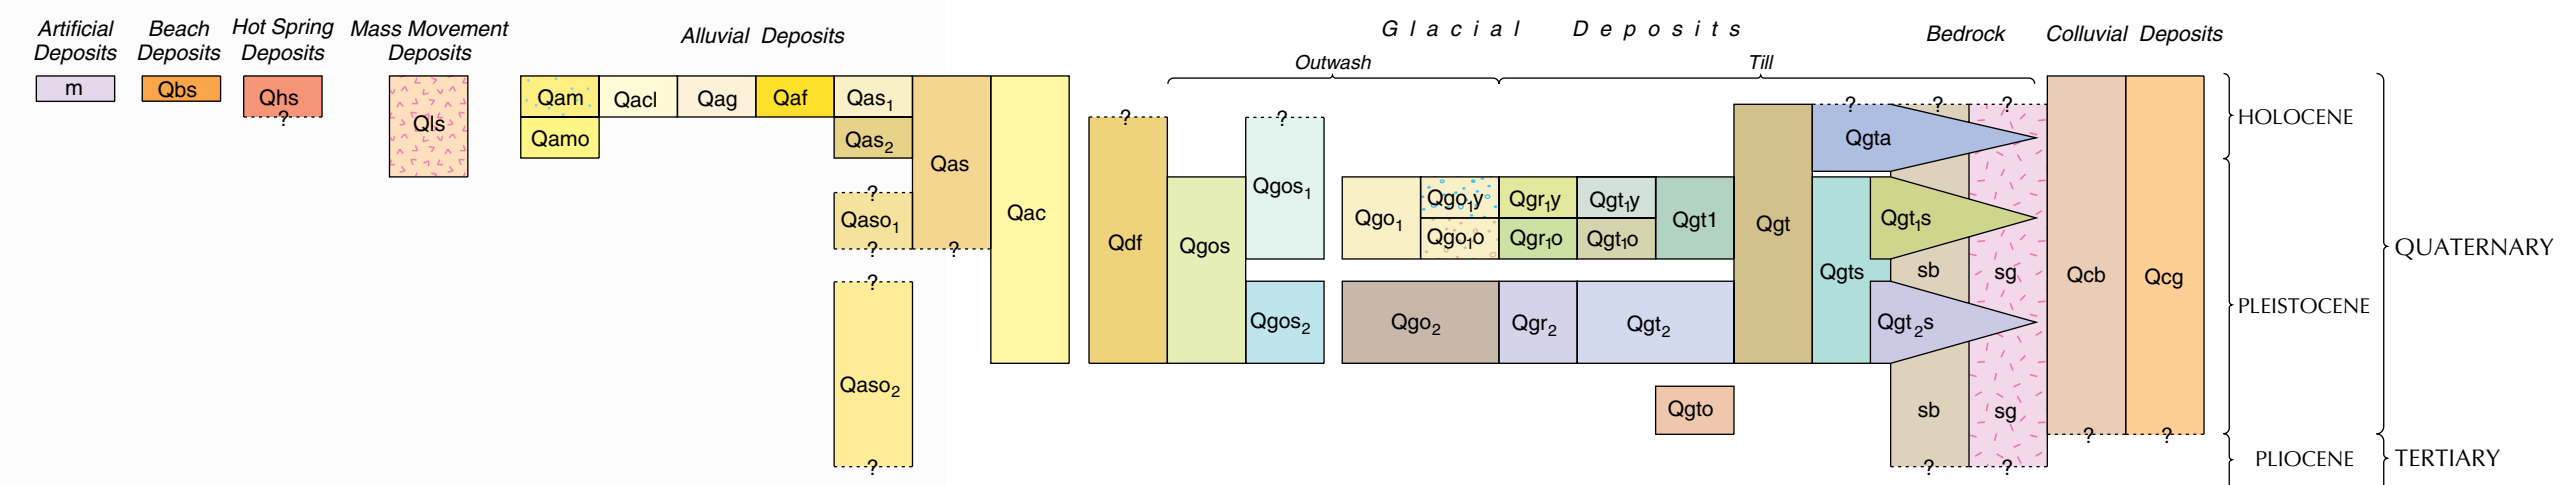 Artificial
Deposits
Beach
Deposits
Hot Spring
Deposits
Mass Movement
Deposits
Alluvial Deposits
Glacial Deposits
Outwash
Till
Bedrock
Colluvial Deposits
m
Qbs
Qhs
?
Qls
Qam
Qamo
Qacl
Qag
Qaf
Qas1
Qas2
?
Qaso1
?
?
Qaso2
?
Qas
?
Qac
?
Qdf
Qgos
?
Qgos1
Qgos2
Qgo1
Qgo1y
Qgo1o
Qgo2
Qgr1y
Qgr1o
Qgr2
Qgt1y
Qgt1o
Qgt1
Qgt2
Qgto
Qgt
?
Qgta
Qgts
Qgt1s
Qgt2s
?
sb
sb
?
?
sg
sg
?
Qcb
?
Qcg
?
HOLOCENE
PLEISTOCENE
PLIOCENE
QUATERNARY
TERTIARY